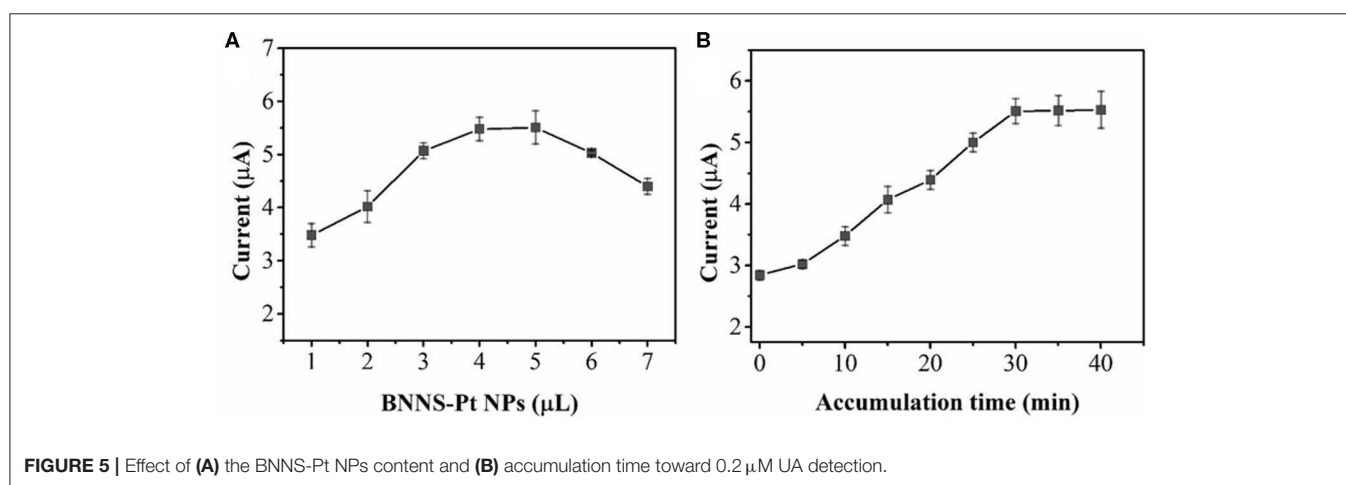 A
7
6
5
4
3
2
Current (μA)
1 2 3 4 5 6 7
BNNS-Pt NPs (μL)
B
6
5
4
3
2
Current (μA)
0 10 20 30 40
Accumulation time (min)
FIGURE 5 | Effect of (A) the BNNS-Pt NPs content and (B) accumulation time toward 0.2 μM UA detection.